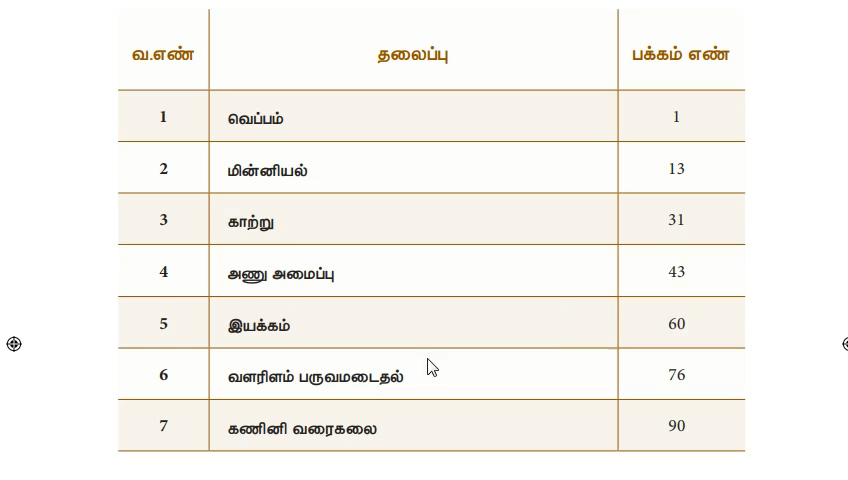 வ.எண் தலைப்பு பக்கம் எண்
1 வெப்பம் 1
2 மின்னியல் 13
3 காற்று 31
4 அணு அமைப்பு 43
5 இயக்கம் 60
6 வளரிளம் பருவமடைதல் 76
7 கணினி வரைகலை 90